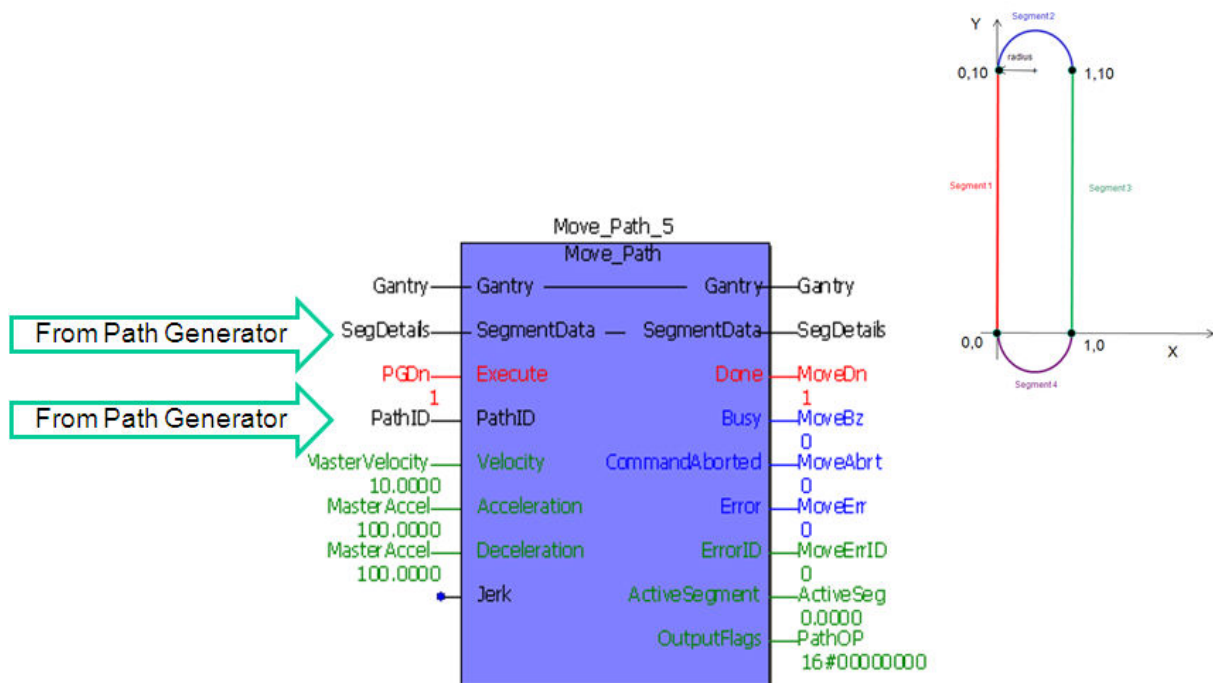 Move_Path_5
Move_Path
Gantry Gantry Gantry Gantry
From Path Generator
SegDetails SegmentData SegmentData SegDetails
PGDn Execute Done MoveDn
1 1
From Path Generator
PathID PathID Busy MoveBz
0
MasterVelocity Velocity CommandAborted MoveAbrt
10.0000 0
MasterAccel Acceleration Error MoveErr
100.0000 0
MasterAccel Deceleration ErrorID MoveErrID
100.0000 0
Jerk ActiveSegment ActiveSeg
0.0000
OutputFlags PathOP
16#00000000
Y
Segment2
radius
0,10
1,10
Segment1
Segment3
0,0
1,0
X
Segment4